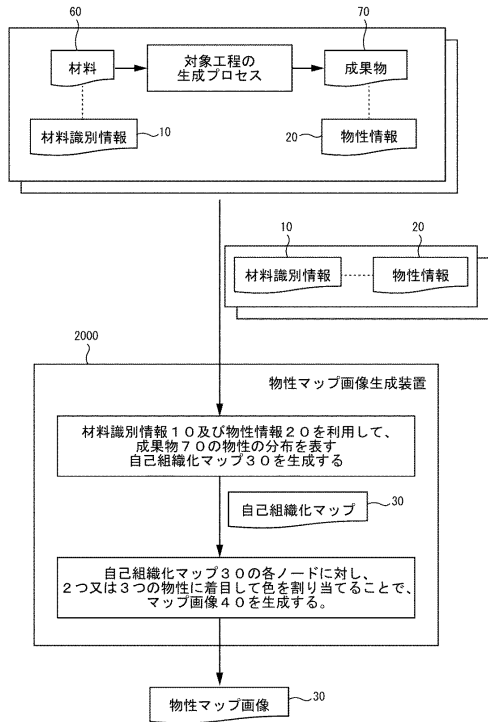 60
70
材料
対象工程の
生成プロセス
成果物
材料識別情報
10
20
物性情報
10
20
材料識別情報
物性情報
2000
物性マップ画像生成装置
材料識別情報１０及び物性情報２０を利用して、
成果物７０の物性の分布を表す
自己組織化マップ３０を生成する
自己組織化マップ
30
自己組織化マップ３０の各ノードに対し、
２つ又は３つの物性に着目して色を割り当てることで、
マップ画像４０を生成する。
物性マップ画像
30